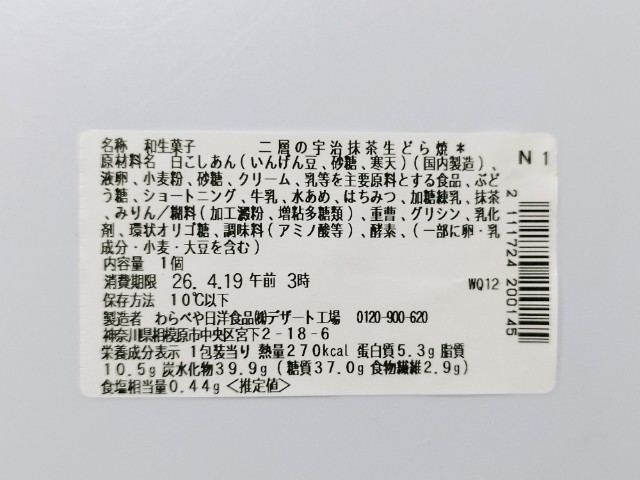 名称 和生菓子 二層の宇治抹茶生どら焼*
原材料名 白こしあん(いんげん豆、砂糖、寒天)(国内製造)、
液卵、小麦粉、砂糖、クリーム、乳等を主要原料とする食品、ぶど
う糖、ショートニング、牛乳、水あめ、はちみつ、加糖練乳、抹茶
、みりん/糊料(加工澱粉、増粘多糖類)、重曹、グリシン、乳化
剤、環状オリゴ糖、調味料(アミノ酸等)、酵素、(一部に卵・乳
成分・小麦・大豆を含む)
内容量 1個
消費期限 26.4.19午前 3時
保存方法 10℃以下
製造者 わらべや日洋食品㈱デザート工場 0120-900-620
神奈川県相模原市中央区宮下2-18-6
栄養成分表示 1包装当り 熱量270kcal 蛋白質5.3g 脂質
10.5g 炭水化物39.9g(糖質37.0g 食物繊維2.9g)
食塩相当量0.44g<推定値>
N 1
WQ12
2 111724 200145